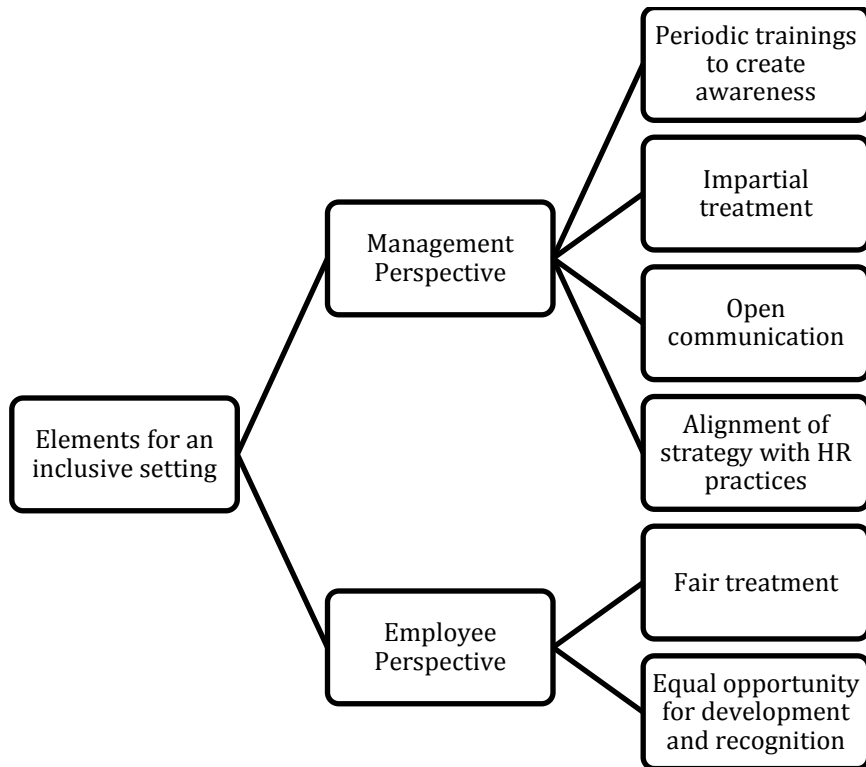 Periodic trainings
to create
awareness
Impartial
treatment
Management
Perspective
Open
communication
Elements for an
inclusive setting
Alignment of
strategy with HR
practices
Fair treatment
Employee
Perspective
Equal opportunity
for development
and recognition